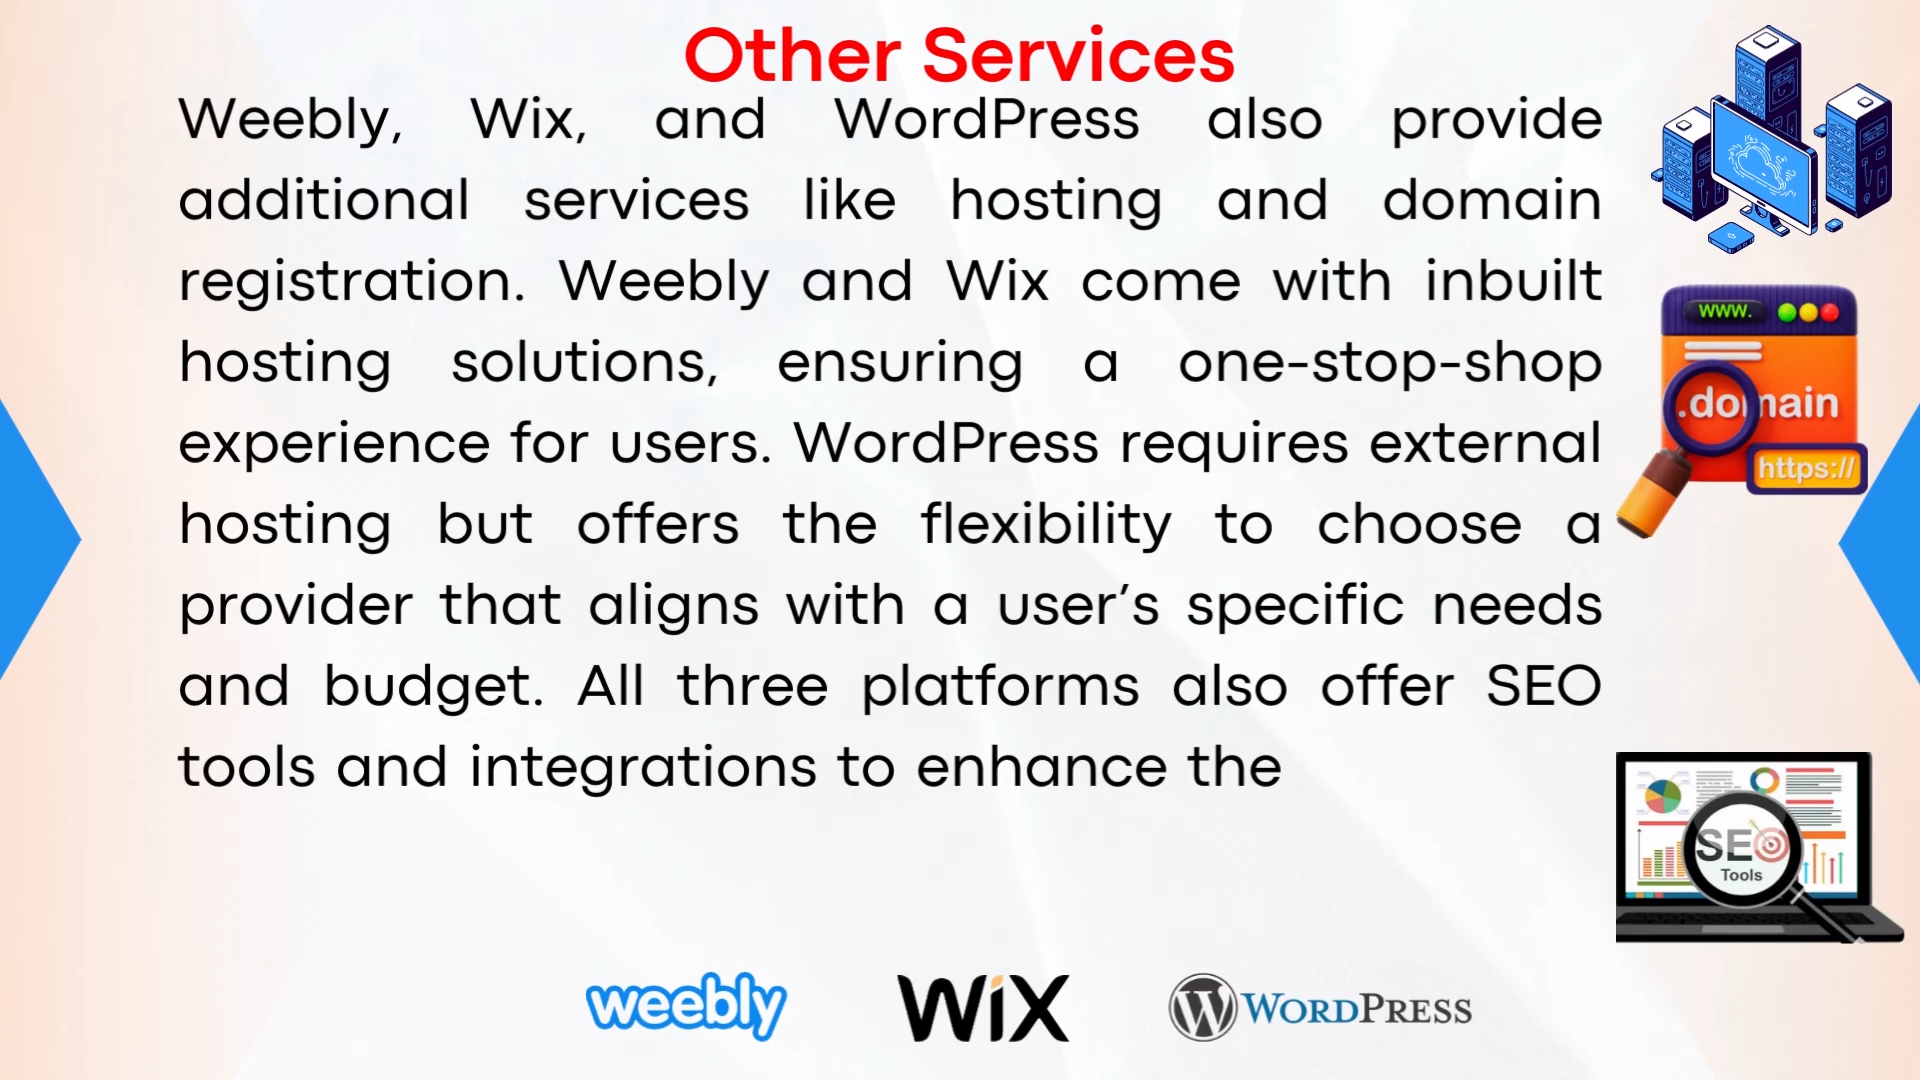 Other Services
Weebly, Wix, and WordPress also provide
additional services like hosting and domain
registration. Weebly and Wix come with inbuilt
hosting solutions, ensuring a one-stop-shop
experience for users. WordPress requires external
hosting but offers the flexibility to choose a
provider that aligns with a user’s specific needs
and budget. All three platforms also offer SEO
tools and integrations to enhance the
www.
.domain
https://
SEO
Tools
weebly
WiX
WORDPRESS